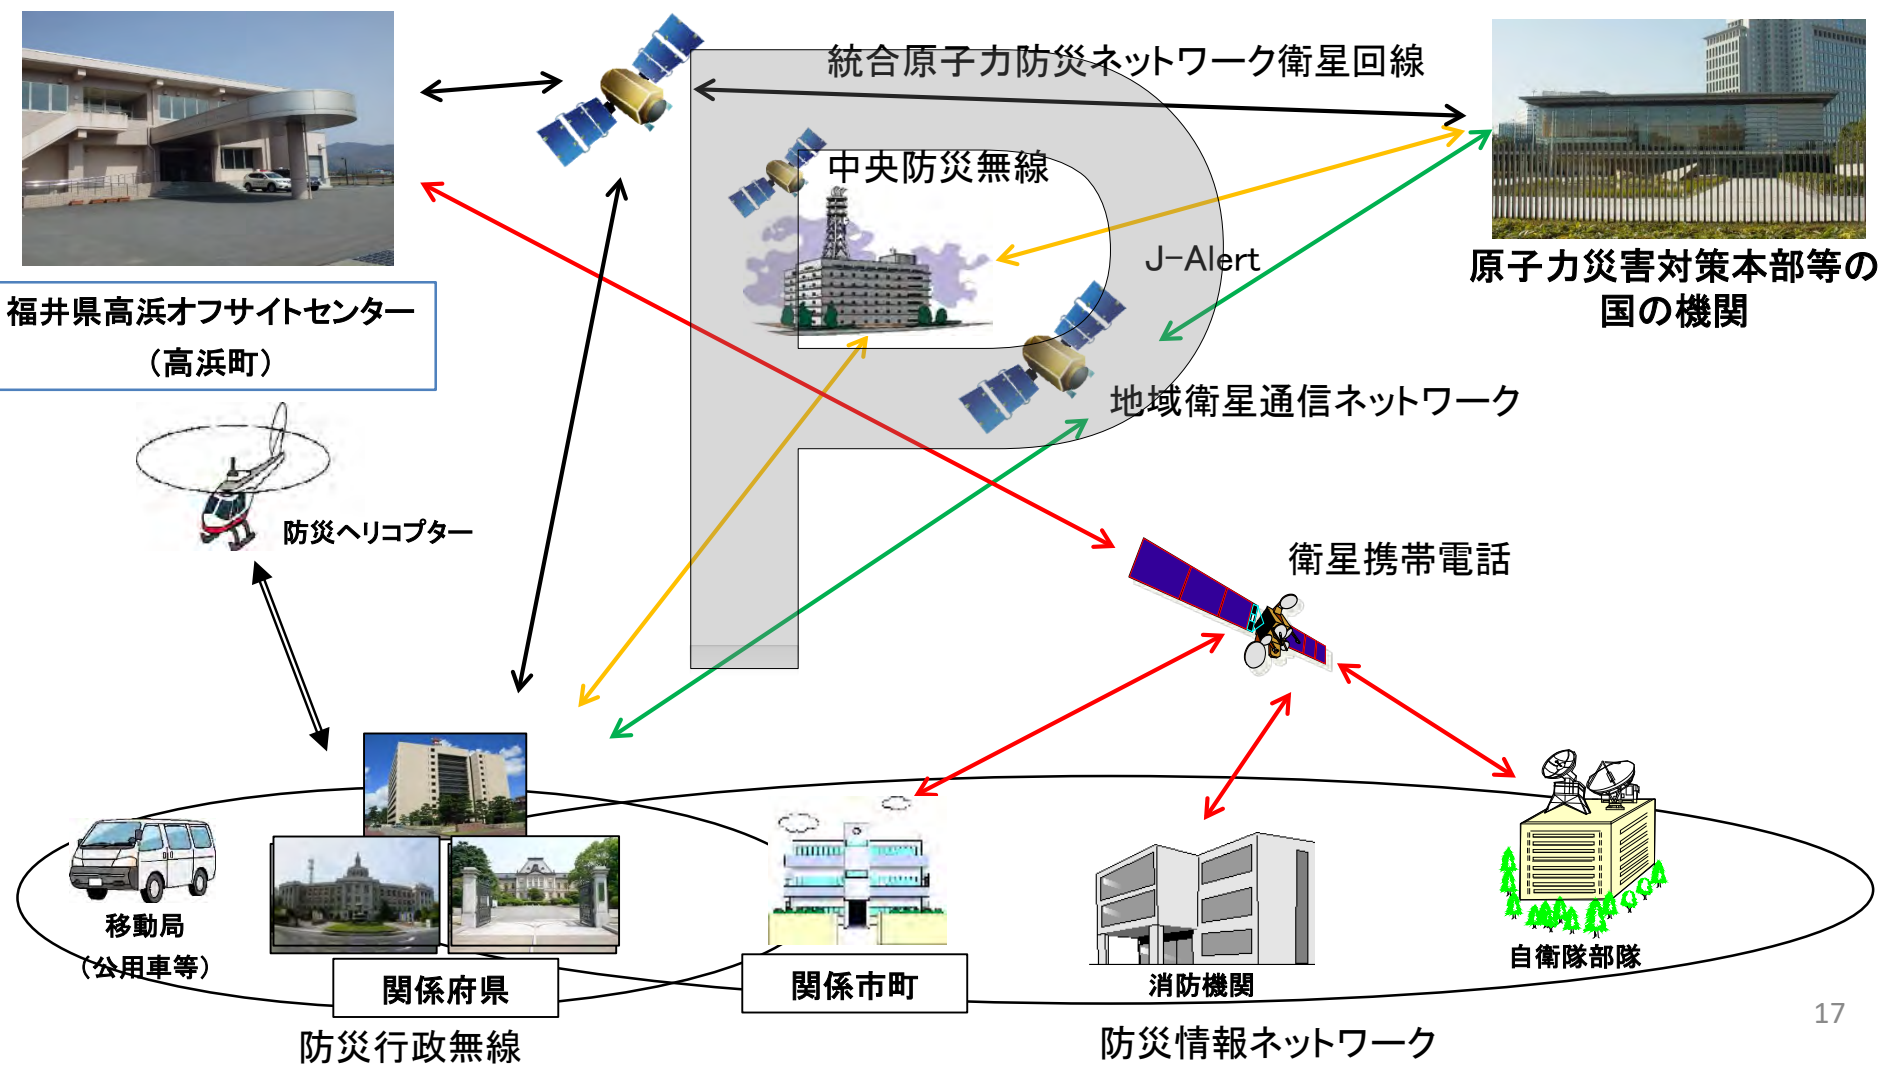 統合原子力防災ネットワーク衛星回線
中央防災無線
J-Alert
原子力災害対策本部等の
国の機関
福井県高浜オフサイトセンター
（高浜町）
地域衛星通信ネットワーク
防災ヘリコプター
衛星携帯電話
移動局
（公用車等）
関係府県
関係市町
消防機関
自衛隊部隊
防災行政無線
防災情報ネットワーク
17
P